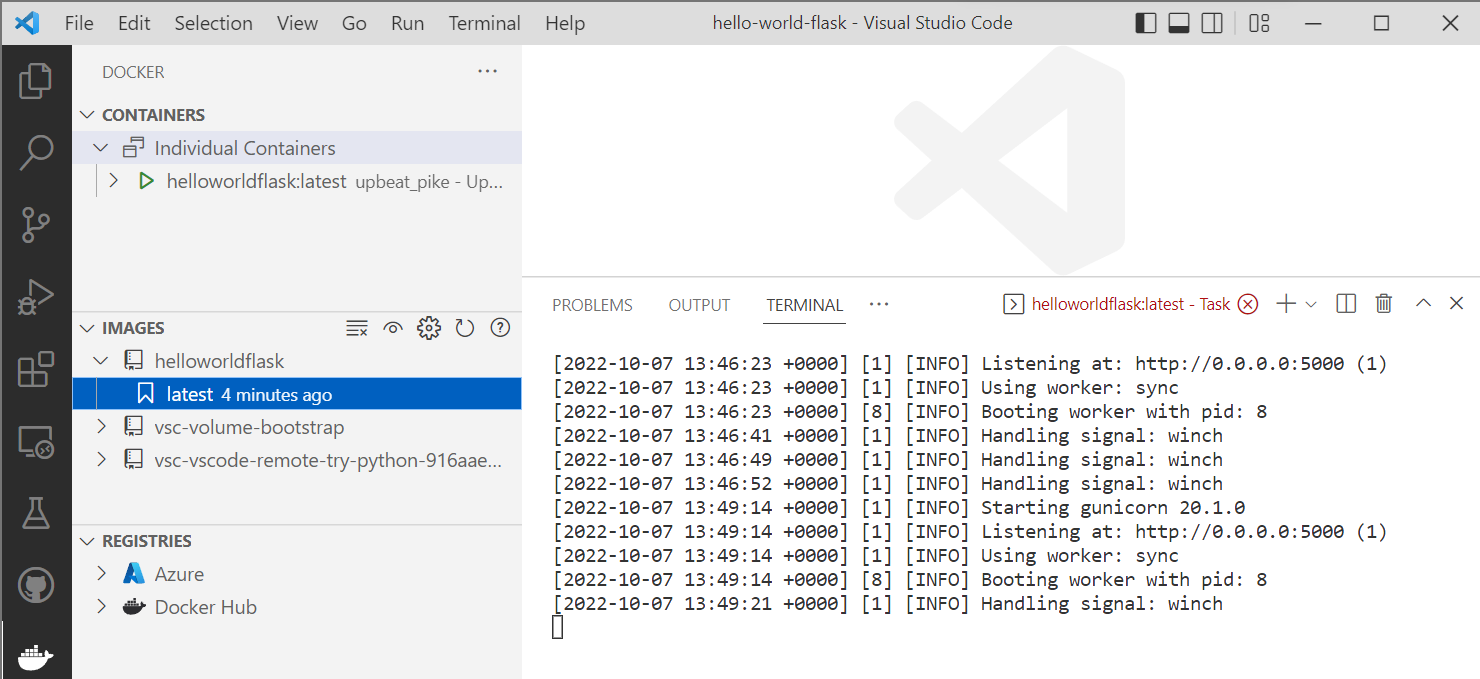 File Edit Selection View Go Run Terminal Help hello-world-flask - Visual Studio Code
DOCKER
CONTAINERS
Individual Containers
helloworldflask:latest upbeat_pike - Up...
IMAGES
helloworldflask
latest 4 minutes ago
vsc-volume-bootstrap
vsc-vscode-remote-try-python-916aae...
REGISTRIES
Azure
Docker Hub
PROBLEMS OUTPUT TERMINAL ... helloworldflask:latest - Task
[2022-10-07 13:46:23 +0000] [1] [INFO] Listening at: http://0.0.0.0:5000 (1)
[2022-10-07 13:46:23 +0000] [1] [INFO] Using worker: sync
[2022-10-07 13:46:23 +0000] [8] [INFO] Booting worker with pid: 8
[2022-10-07 13:46:41 +0000] [1] [INFO] Handling signal: winch
[2022-10-07 13:46:49 +0000] [1] [INFO] Handling signal: winch
[2022-10-07 13:46:52 +0000] [1] [INFO] Handling signal: winch
[2022-10-07 13:49:14 +0000] [1] [INFO] Starting gunicorn 20.1.0
[2022-10-07 13:49:14 +0000] [1] [INFO] Listening at: http://0.0.0.0:5000 (1)
[2022-10-07 13:49:14 +0000] [1] [INFO] Using worker: sync
[2022-10-07 13:49:14 +0000] [8] [INFO] Booting worker with pid: 8
[2022-10-07 13:49:21 +0000] [1] [INFO] Handling signal: winch